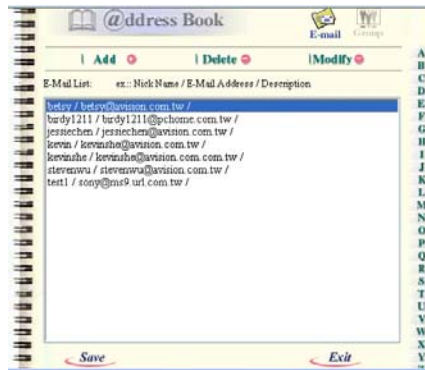 @ddress Book
E-mail Group
Add Delete Modify
E-Mail List: ex.: Nick Name / E-Mail Address / Description
betsy / betsy@avision.com.tw /
birdy1211 / birdy1211@pchome.com.tw /
jessiechen / jessiechen@avision.com.tw /
kevin / kevinshe@avision.com.tw /
kevinshe / kevinshe@avision.com.com.tw /
stevenwu / stevenwu@avision.com.tw /
test1 / sony@ms9.url.com.tw /
A
B
C
D
E
F
G
H
I
J
K
L
M
N
O
P
Q
R
S
T
U
V
W
X
Y
Save Exit